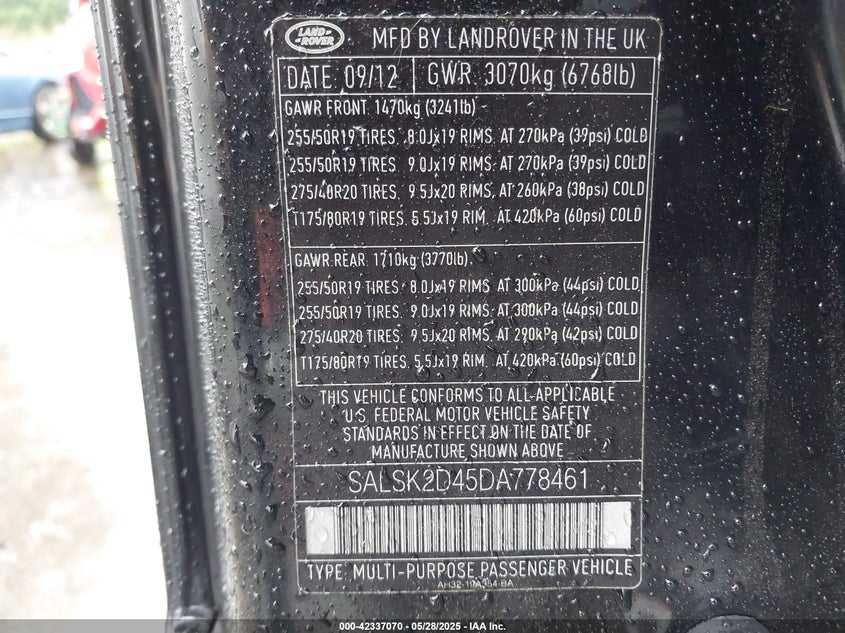 LAND-
ROVER
MFD BY LANDROVER IN THE UK
DATE: 09/12 GWR: 3070kg (6768lb)
GAWR FRONT: 1470kg (3241lb)
255/50R19 TIRES, 8.0Jx19 RIMS, AT 270kPa (39psi) COLD
255/50R19 TIRES, 9.0Jx19 RIMS, AT 270kPa (39psi) COLD
275/40R20 TIRES, 9.5Jx20 RIMS, AT 260kPa (38psi) COLD
T175/80R19 TIRES, 5.5Jx19 RIM, AT 420kPa (60psi) COLD
GAWR REAR: 1710kg (3770lb)
255/50R19 TIRES, 8.0Jx19 RIMS, AT 300kPa (44psi) COLD
255/50R19 TIRES, 9.0Jx19 RIMS, AT 300kPa (44psi) COLD
275/40R20 TIRES, 9.5Jx20 RIMS, AT 290kPa (42psi) COLD
T175/80R19 TIRES, 5.5Jx19 RIM, AT 420kPa (60psi) COLD
THIS VEHICLE CONFORMS TO ALL-APPLICABLE
U.S. FEDERAL MOTOR VEHICLE SAFETY
STANDARDS IN EFFECT ON THE DATE OF
MANUFACTURE SHOWN ABOVE
SALSK2D45DA778461
TYPE: MULTI-PURPOSE PASSENGER VEHICLE
AH32-19A354-BA
000-42337070 - 05/28/2025 - IAA Inc.